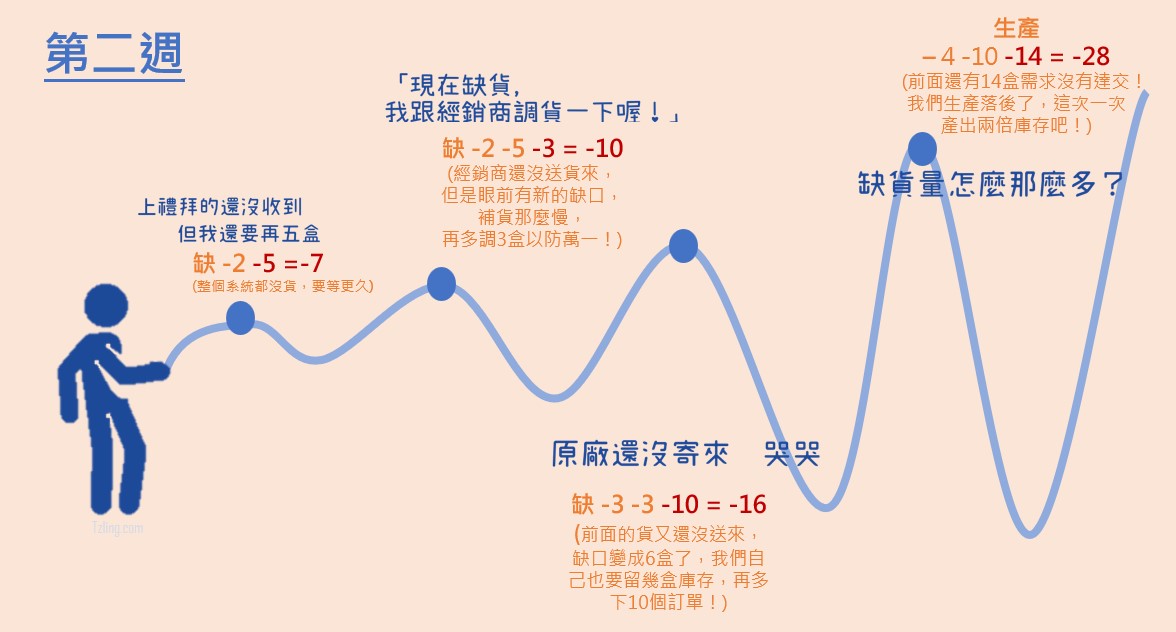 第二週
上禮拜的還沒收到
但我還要再五盒
缺 -2 -5 =-7
(整個系統都沒貨，要等更久)
「現在缺貨,
我跟經銷商調貨一下喔！」
缺 -2 -5 -3 = -10
(經銷商還沒送貨來，
但是眼前有新的缺口，
補貨那麼慢，
再多調3盒以防萬一！)
原廠還沒寄來 哭哭
缺 -3 -3 -10 = -16
(前面的貨又還沒送來，
缺口變成6盒了，我們自
己也要留幾盒庫存，再多
下10個訂單！)
生產
– 4 -10 -14 = -28
(前面還有14盒需求沒有達交！
我們生產落後了，這次一次
產出兩倍庫存吧！)
缺貨量怎麼那麼多？
Tzling.com